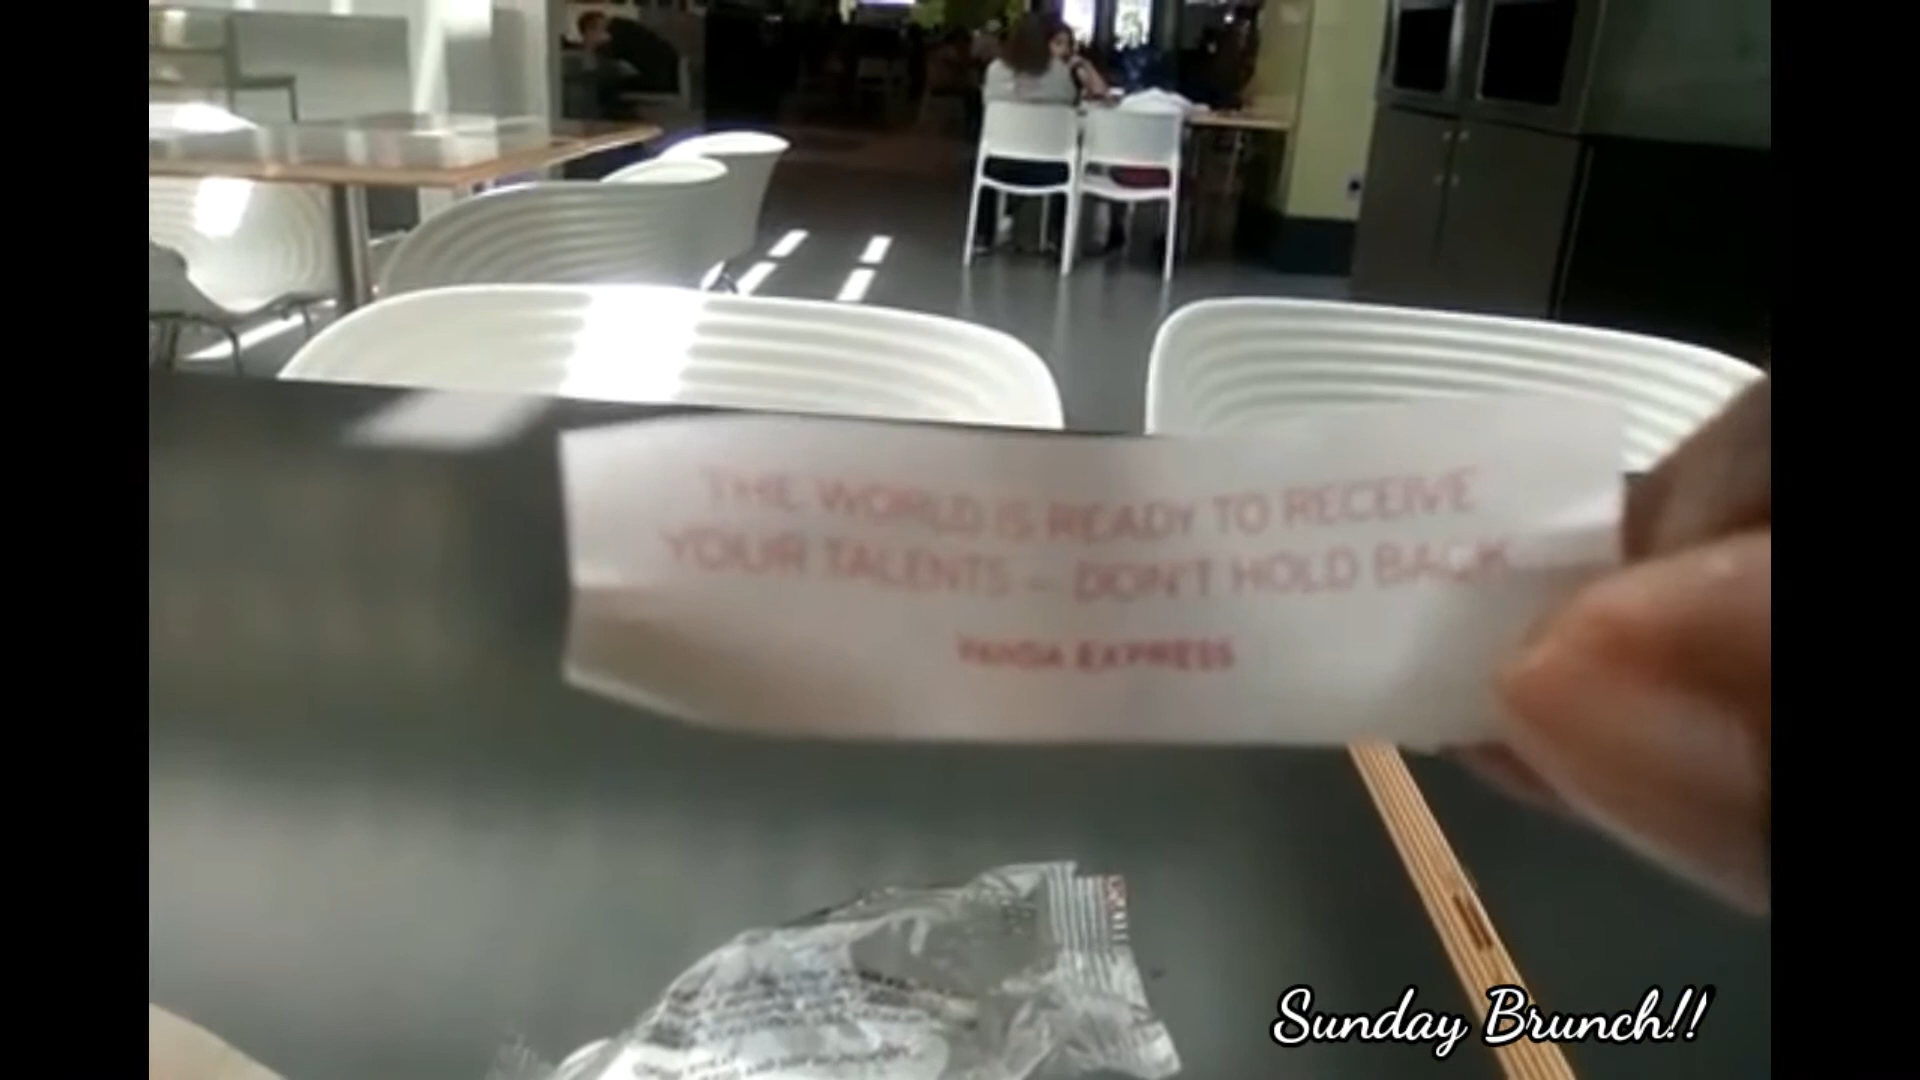 THE WORLD IS READY TO RECEIVE
YOUR TALENTS – DON'T HOLD BACK
PANDA EXPRESS
Sunday Brunch!!